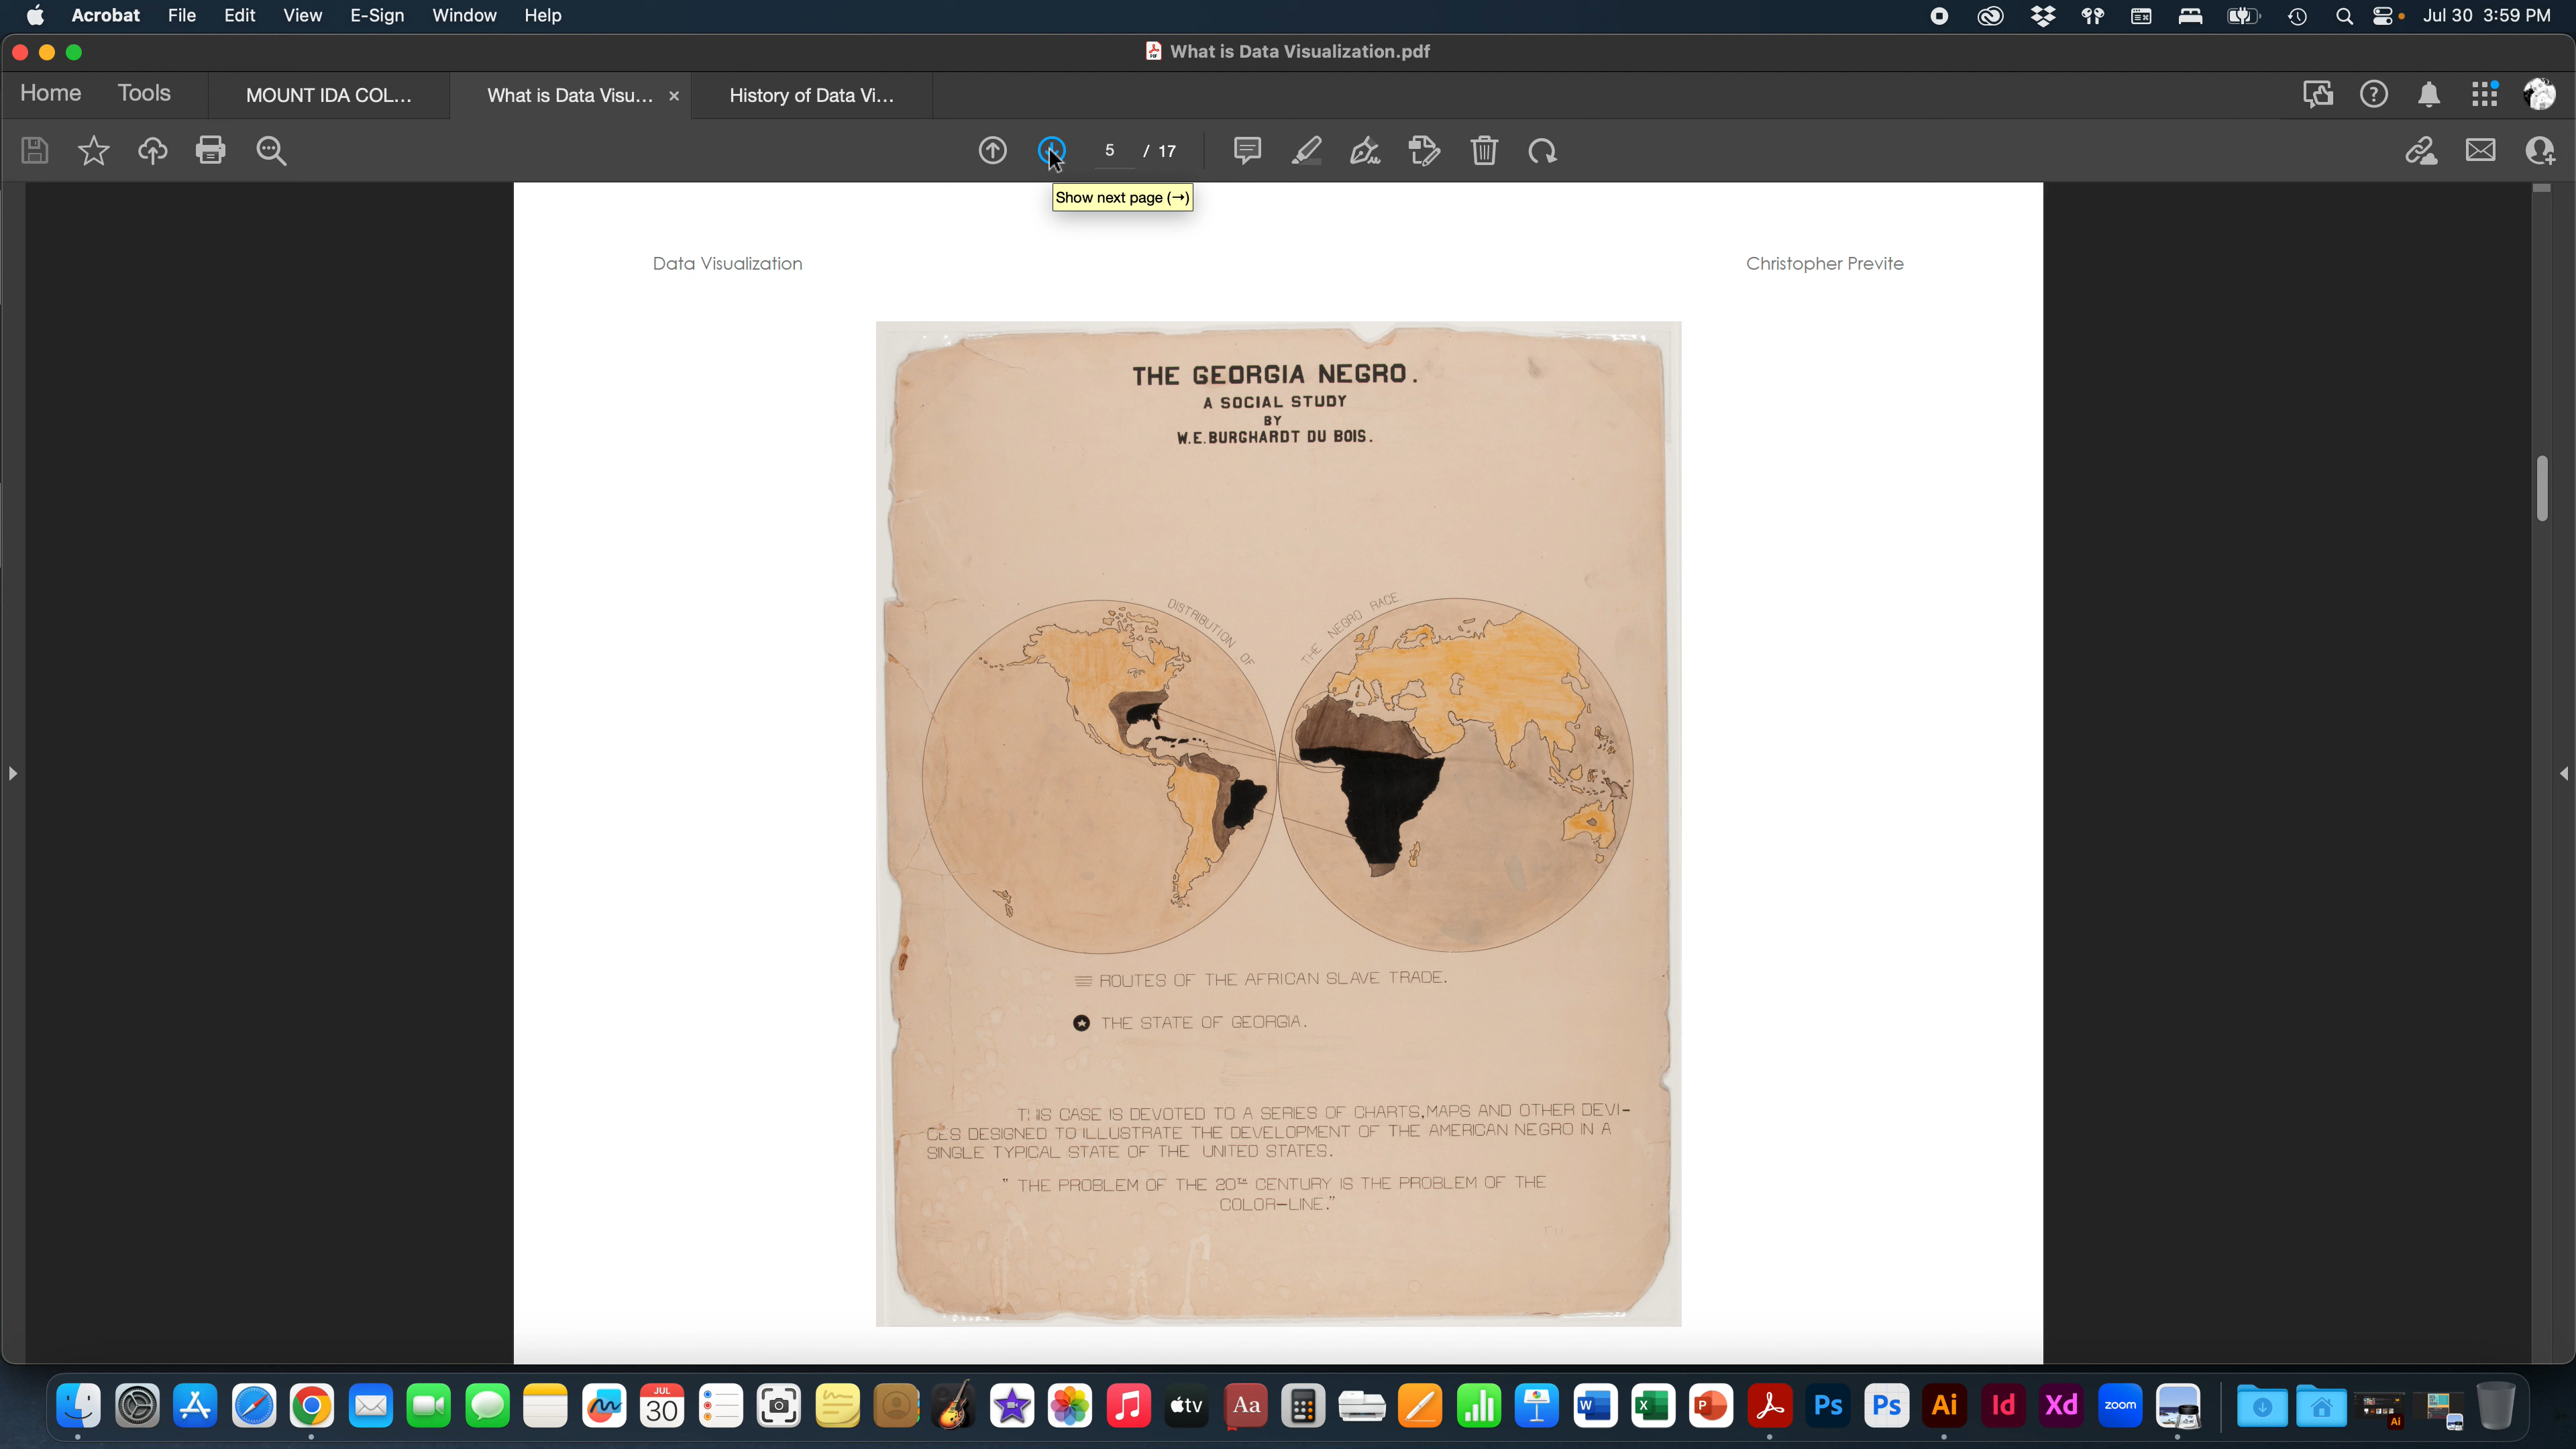 Acrobat File Edit View E-Sign Window Help Jul 30 3:59 PM
What is Data Visualization.pdf
Home Tools MOUNT IDA COL... What is Data Visu... × History of Data Vi...
5 / 17
Show next page (→)
Data Visualization Christopher Previte
THE GEORGIA NEGRO.
A SOCIAL STUDY
BY
W.E.BURGHARDT DU BOIS.
DISTRIBUTION OF THE NEGRO RACE
ROUTES OF THE AFRICAN SLAVE TRADE.
THE STATE OF GEORGIA.
THIS CASE IS DEVOTED TO A SERIES OF CHARTS,MAPS AND OTHER DEVI-
CES DESIGNED TO ILLUSTRATE THE DEVELOPMENT OF THE AMERICAN NEGRO IN A
SINGLE TYPICAL STATE OF THE UNITED STATES.
" THE PROBLEM OF THE 20TH CENTURY IS THE PROBLEM OF THE
COLOR-LINE."
JUL
30
tv Aa W X P Ps Ps Ai Id Xd zoom Ai